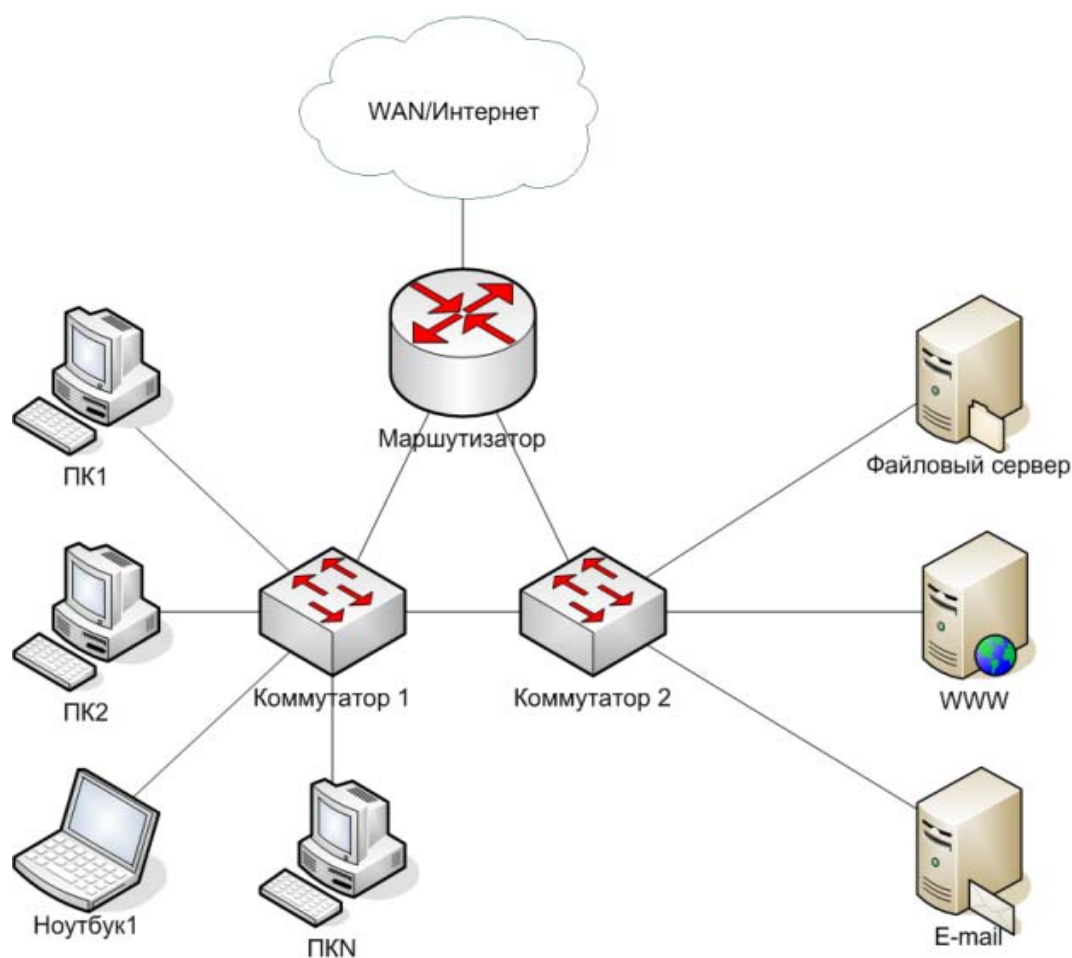 WAN/Интернет
Маршутизатор
ПК1
Файловый сервер
ПК2
Коммутатор 1
Коммутатор 2
WWW
Ноутбук1
ПКN
E-mail